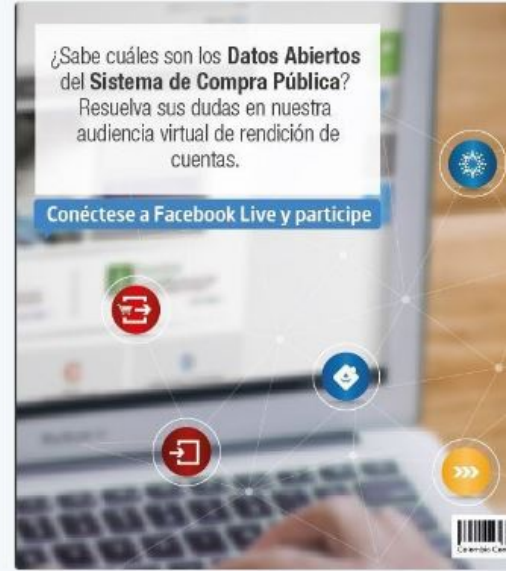 ¿Sabe cuáles son los Datos Abiertos
del Sistema de Compra Pública?
Resuelva sus dudas en nuestra
audiencia virtual de rendición de
cuentas.
Conéctese a Facebook Live y participe